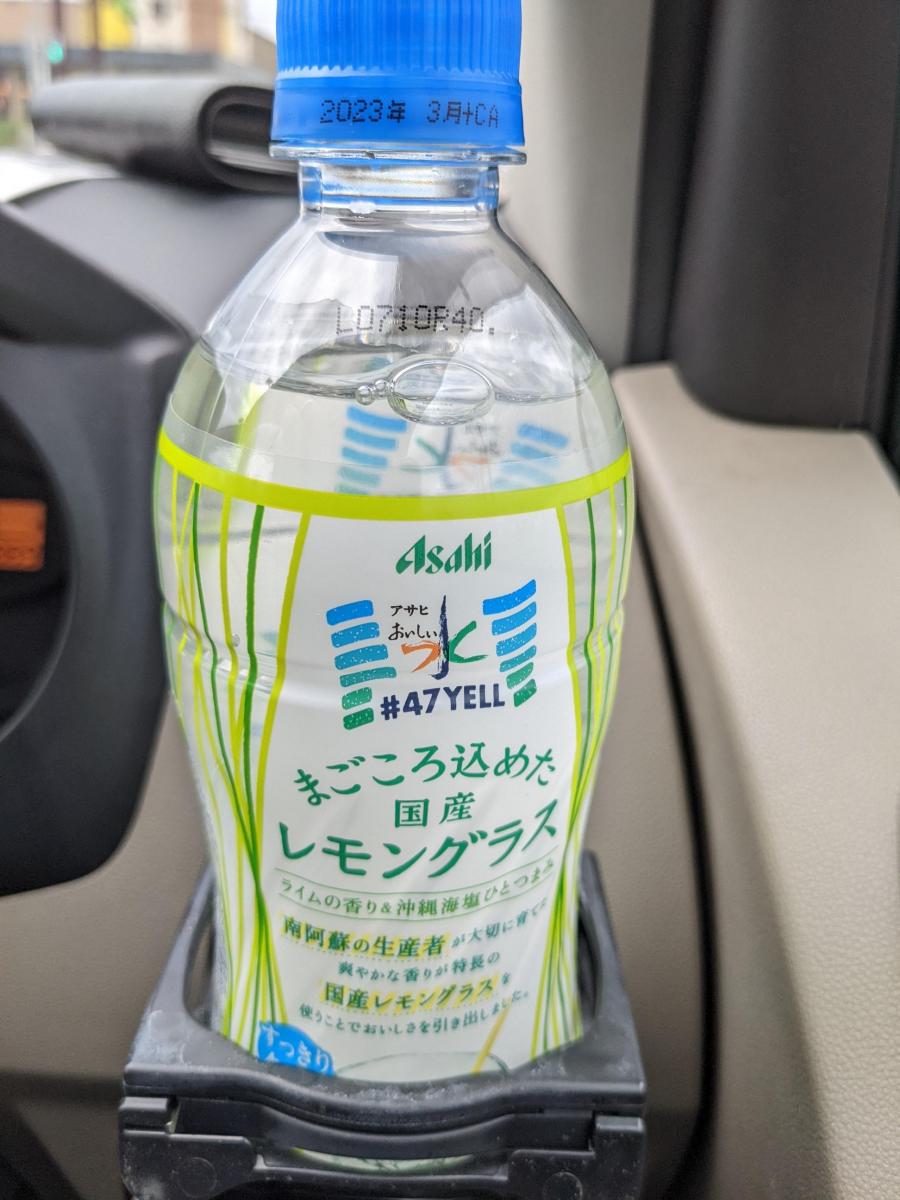 2023年 3月+CA
L0710R40.
Asahi
アサヒ
おいしい
水
#47YELL
まごころ込めた
国産
レモングラス
ライムの香り&沖縄海塩ひとつまみ
南阿蘇の生産者が大切に育てた
爽やかな香りが特長の
国産レモングラスを
使うことでおいしさを引き出しました。
すっきり